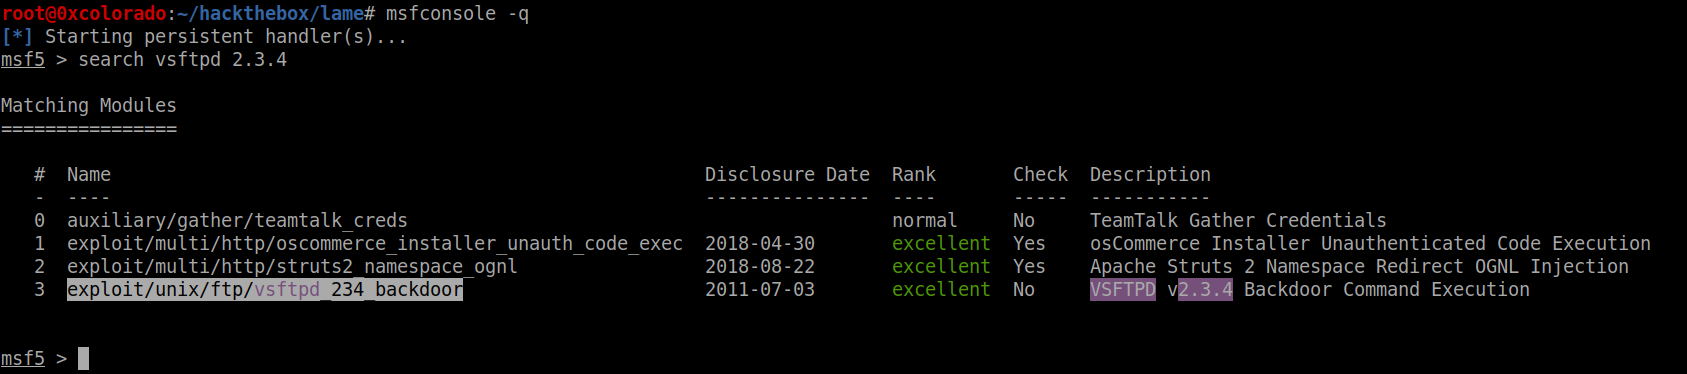 root@0xcolorado:~/hackthebox/lame# msfconsole -q
[*] Starting persistent handler(s)...
msf5 > search vsftpd 2.3.4
Matching Modules
================
#  Name                                                      Disclosure Date  Rank       Check  Description
-  ----                                                      ---------------  ----       -----  -----------
0  auxiliary/gather/teamtalk_creds                                            normal     No     TeamTalk Gather Credentials
1  exploit/multi/http/oscommerce_installer_unauth_code_exec  2018-04-30       excellent  Yes    osCommerce Installer Unauthenticated Code Execution
2  exploit/multi/http/struts2_namespace_ognl                 2018-08-22       excellent  Yes    Apache Struts 2 Namespace Redirect OGNL Injection
3  exploit/unix/ftp/vsftpd_234_backdoor                      2011-07-03       excellent  No     VSFTPD v2.3.4 Backdoor Command Execution
msf5 >